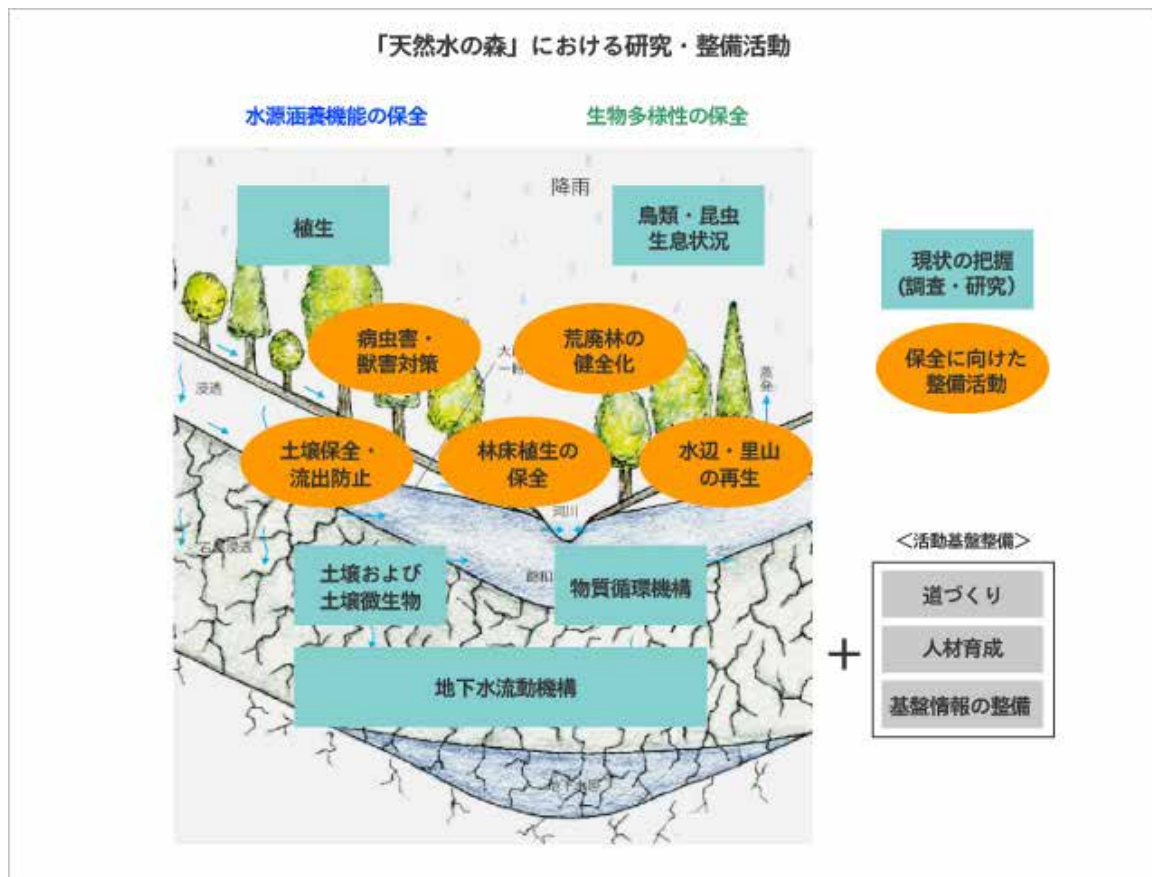 「天然水の森」における研究・整備活動
水源涵養機能の保全
生物多様性の保全
降雨
植生
鳥類・昆虫
生息状況
現状の把握
(調査・研究)
病虫害・
獣害対策
荒廃林の
健全化
保全に向けた
整備活動
蒸発
浸透
土壌保全・
流出防止
林床植生の
保全
水辺・里山
の再生
河川
土壌および
土壌微生物
物質循環機構
地下水流動機構
+
<活動基盤整備>
道づくり
人材育成
基盤情報の整備